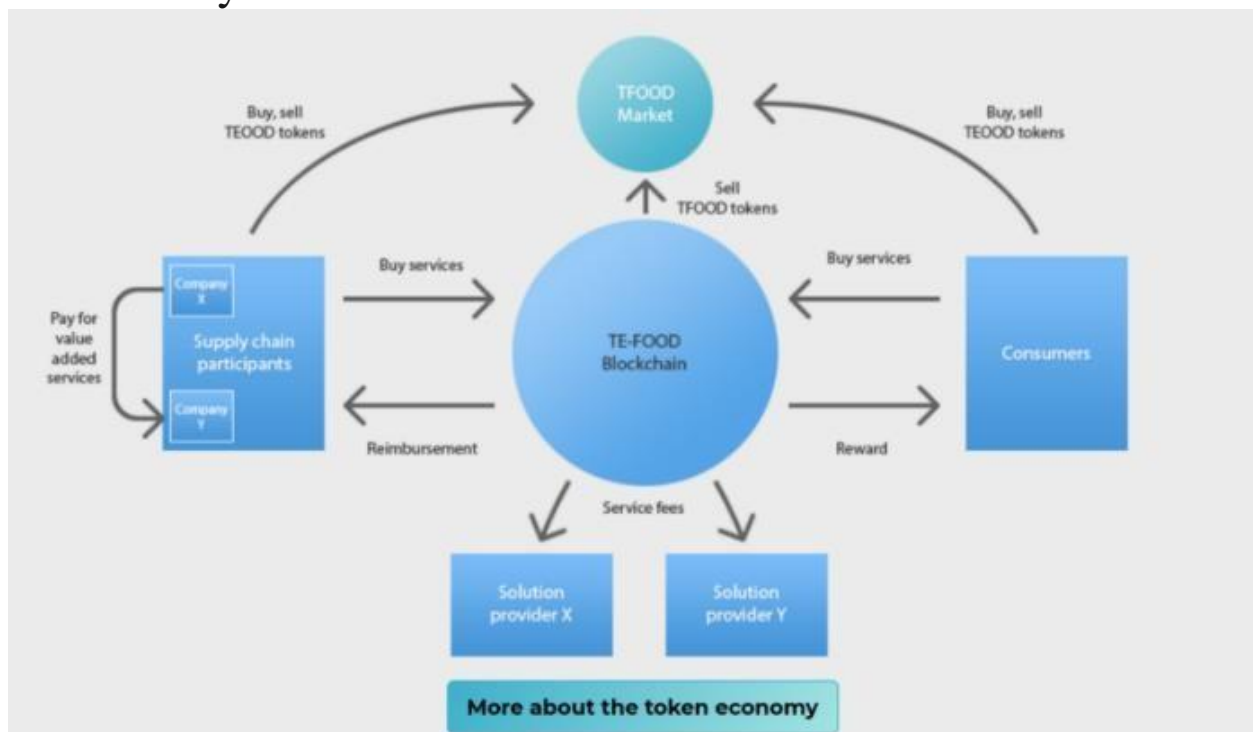 TFOOD
Market
Buy, sell
TEOOD tokens
Buy, sell
TEOOD tokens
Sell
TFOOD tokens
Company
X
Buy services
Buy services
Pay for
value
added
services
Supply chain
participants
TE-FOOD
Blockchain
Consumers
Company
Y
Reimbursement
Reward
Service fees
Solution
provider X
Solution
provider Y
More about the token economy